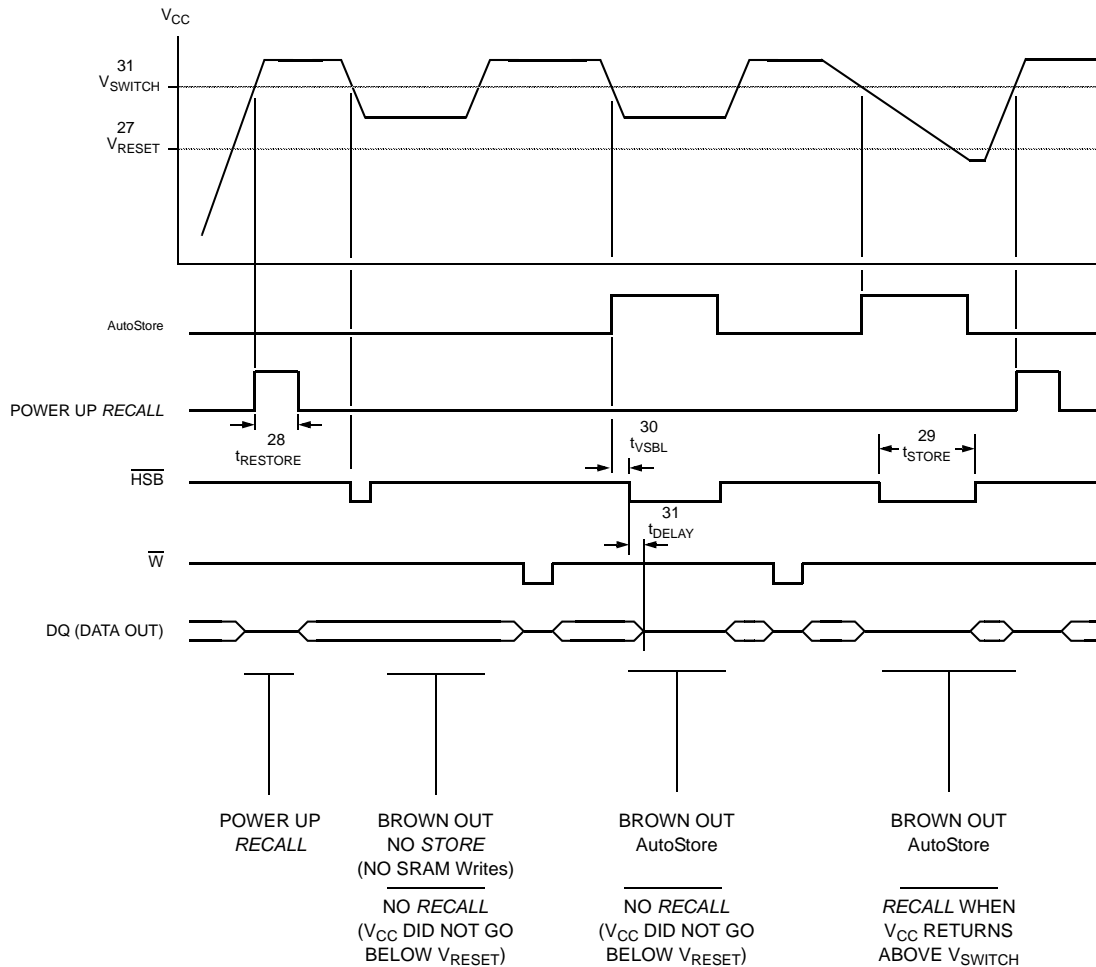 VCC
31
VSWITCH
27
VRESET
AutoStore
POWER UP RECALL
28
tRESTORE
30
tVSBL
29
tSTORE
HSB
31
tDELAY
W
DQ (DATA OUT)
POWER UP
RECALL
BROWN OUT
NO STORE
(NO SRAM Writes)
NO RECALL
(VCC DID NOT GO
BELOW VRESET)
BROWN OUT
AutoStore
NO RECALL
(VCC DID NOT GO
BELOW VRESET)
BROWN OUT
AutoStore
RECALL WHEN
VCC RETURNS
ABOVE VSWITCH